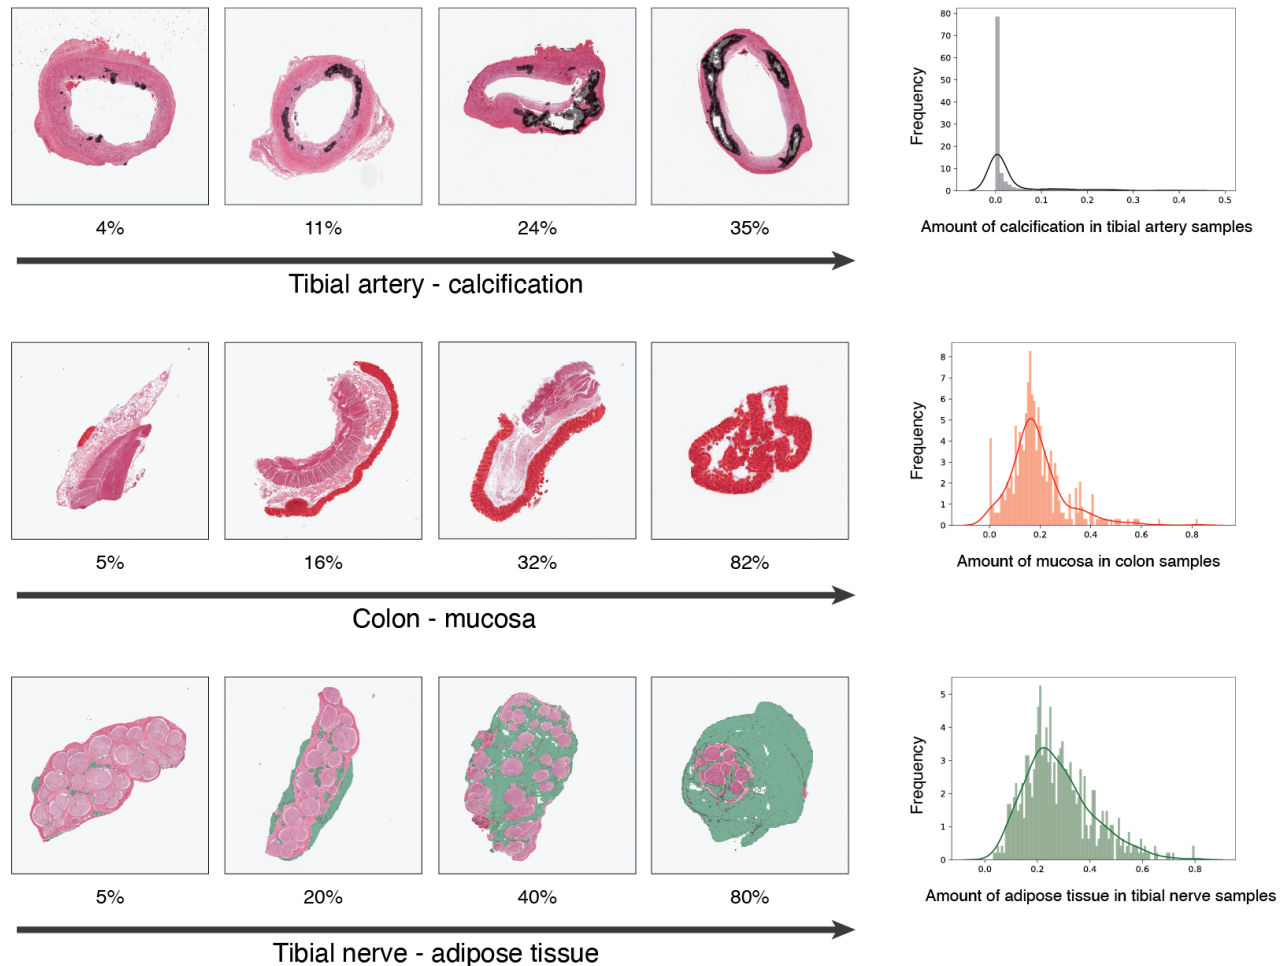 80
70
60
50
40
30
20
10
0
Frequency
0.0 0.1 0.2 0.3 0.4 0.5
4% 11% 24% 35%
Amount of calcification in tibial artery samples
Tibial artery - calcification
8
7
6
5
4
3
2
1
0
Frequency
0.0 0.2 0.4 0.6 0.8
5% 16% 32% 82%
Amount of mucosa in colon samples
Colon - mucosa
5
4
3
2
1
0
Frequency
0.0 0.2 0.4 0.6 0.8
5% 20% 40% 80%
Amount of adipose tissue in tibial nerve samples
Tibial nerve - adipose tissue